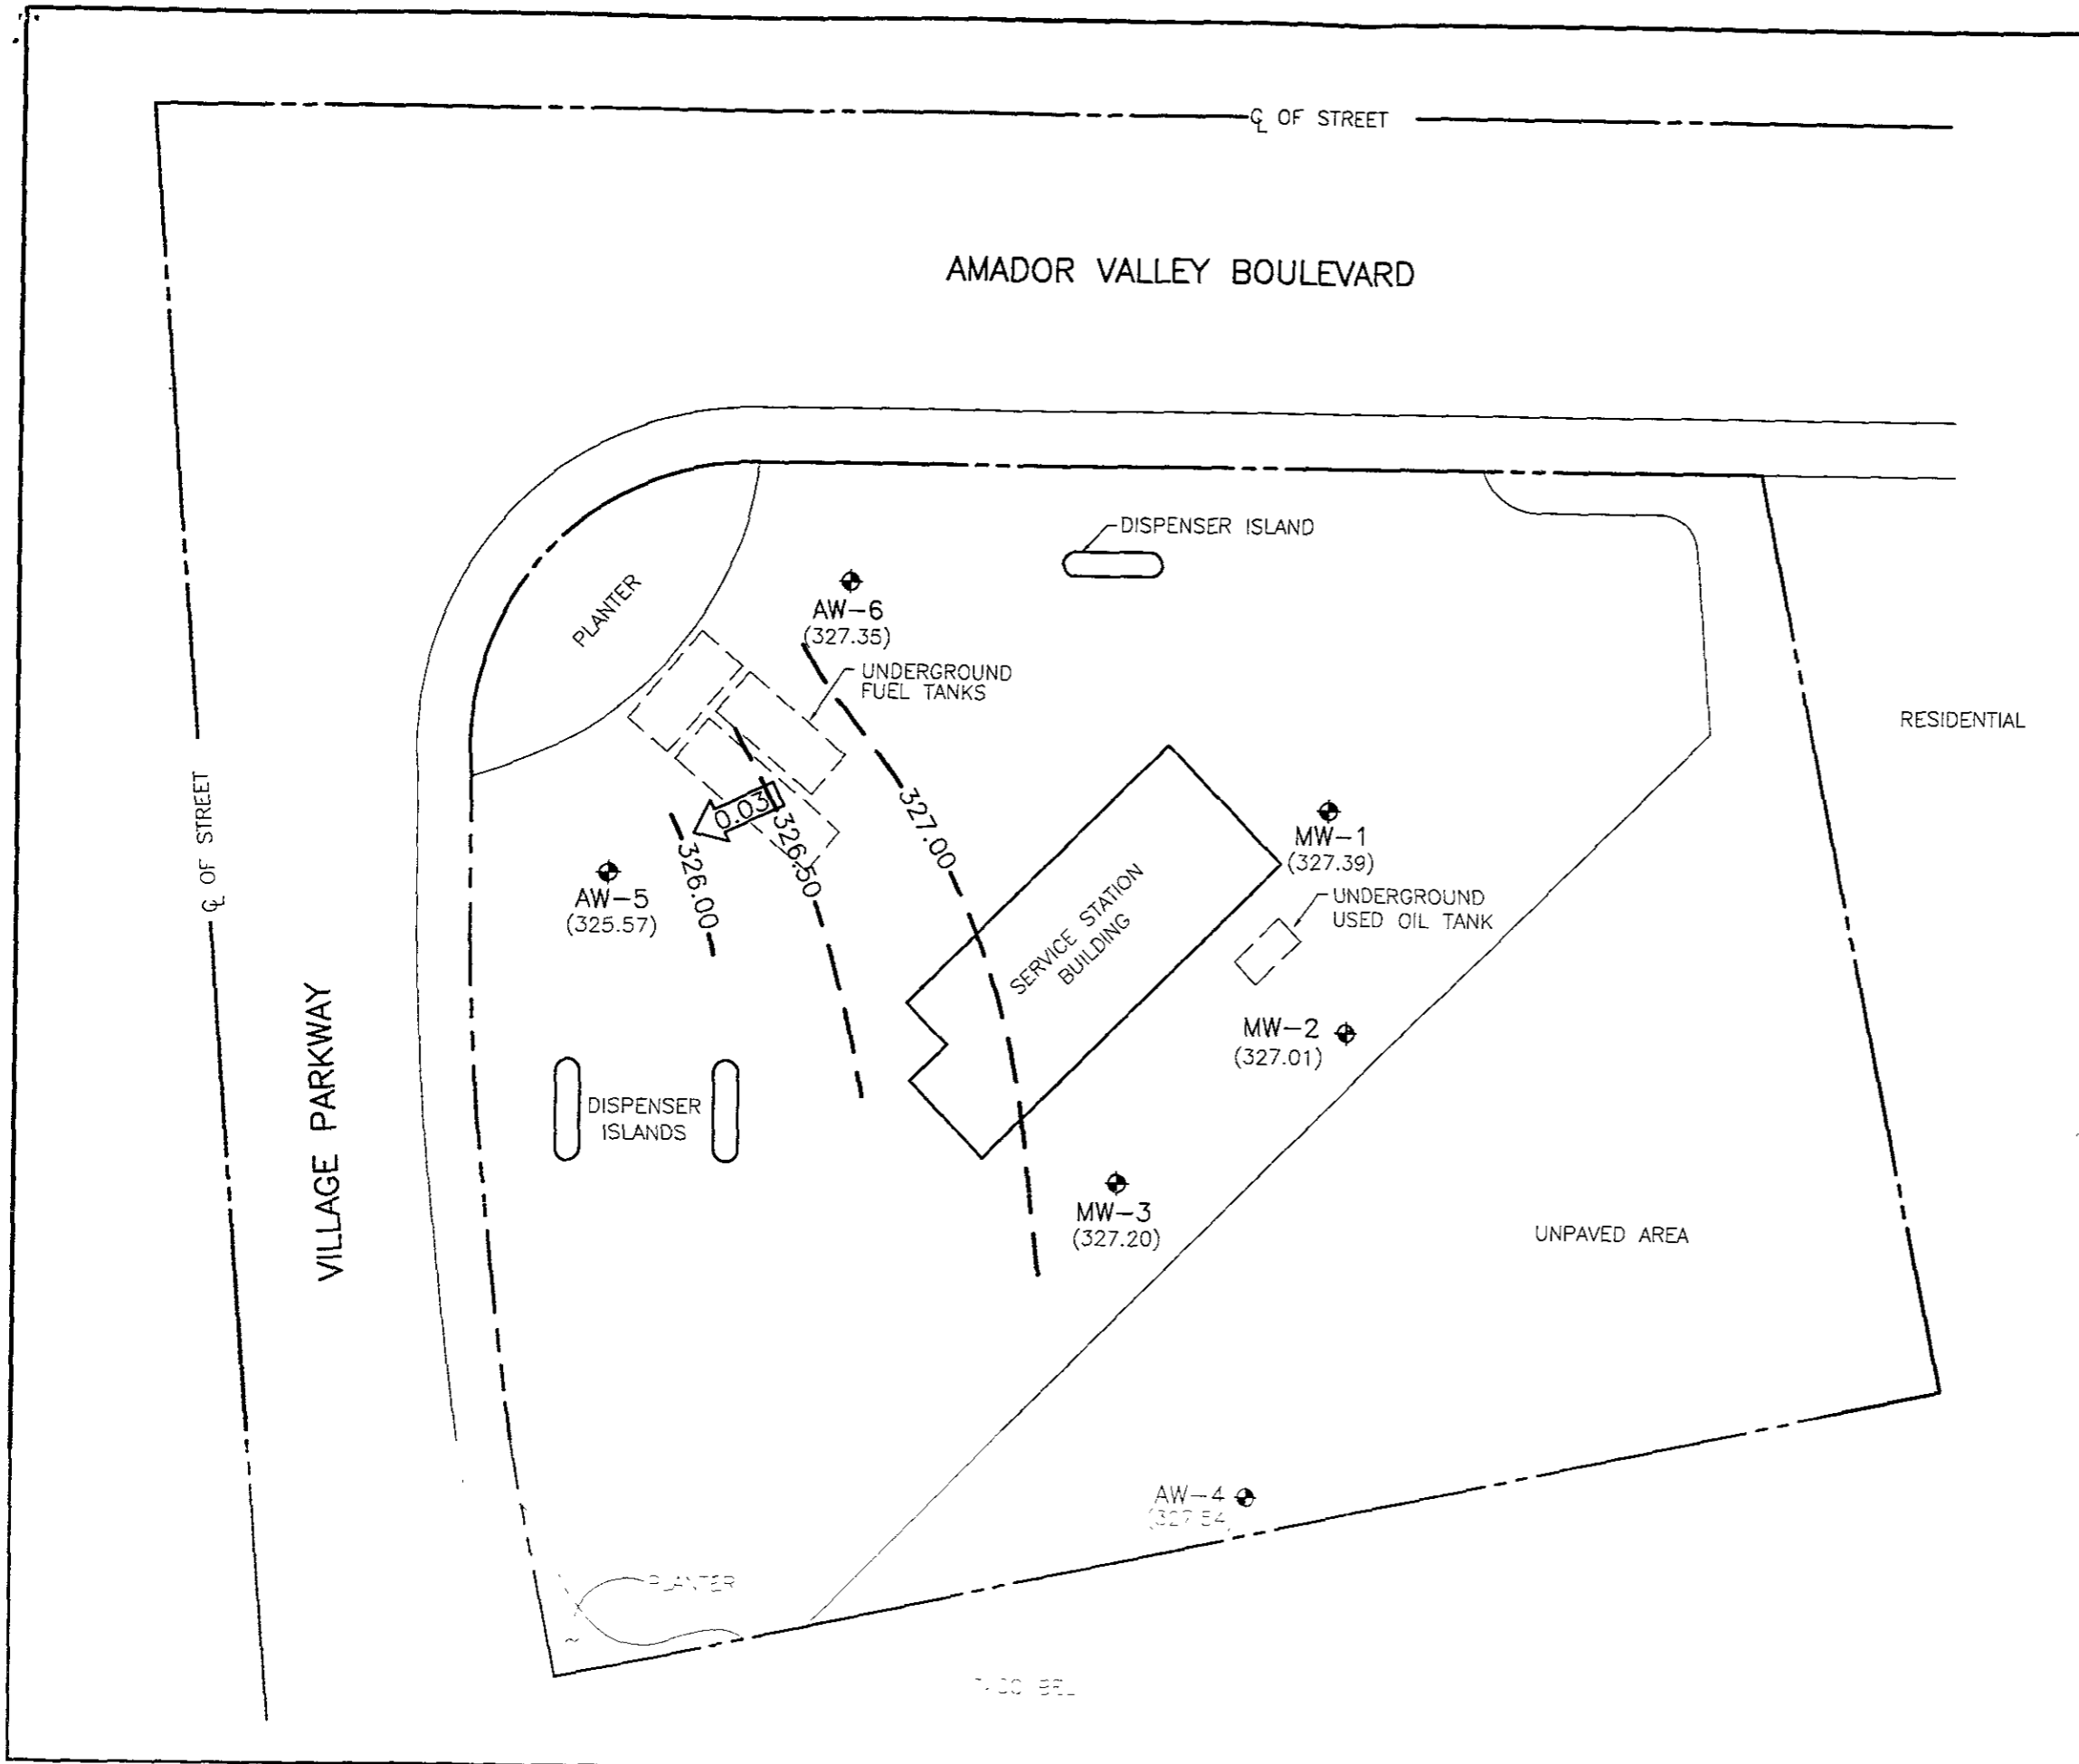 ℄ OF STREET
AMADOR VALLEY BOULEVARD
DISPENSER ISLAND
PLANTER
AW-6
(327.35)
UNDERGROUND
FUEL TANKS
RESIDENTIAL
℄ OF STREET
0.03
327.00
326.50
326.00
MW-1
(327.39)
AW-5
(325.57)
SERVICE STATION
BUILDING
UNDERGROUND
USED OIL TANK
MW-2
(327.01)
VILLAGE PARKWAY
DISPENSER
ISLANDS
MW-3
(327.20)
UNPAVED AREA
AW-4
PLANTER